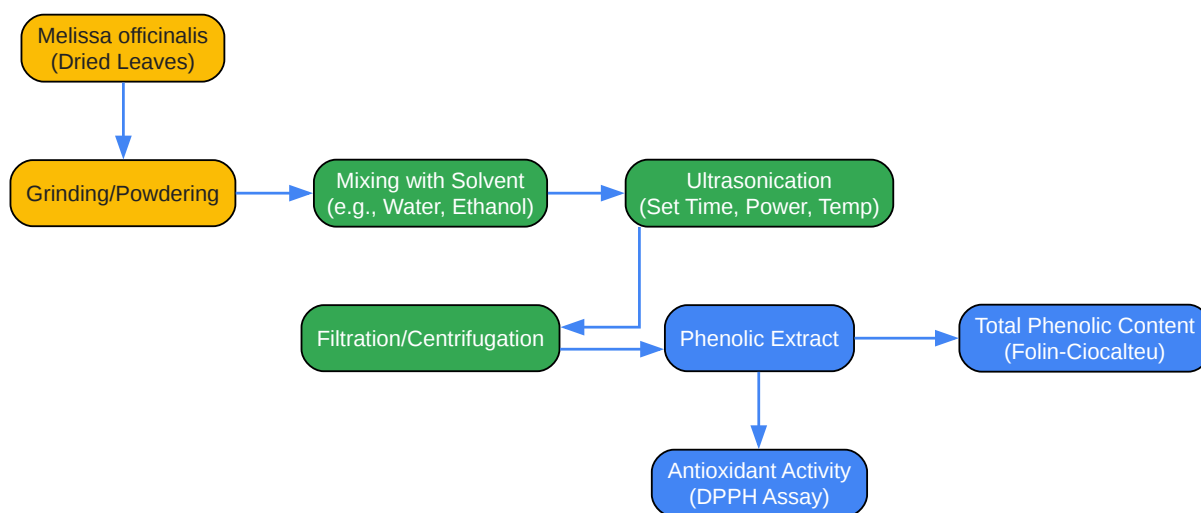 Melissa officinalis
(Dried Leaves)
Grinding/Powdering
Mixing with Solvent
(e.g., Water, Ethanol)
Ultrasonication
(Set Time, Power, Temp)
Filtration/Centrifugation
Phenolic Extract
Total Phenolic Content
(Folin-Ciocalteu)
Antioxidant Activity
(DPPH Assay)